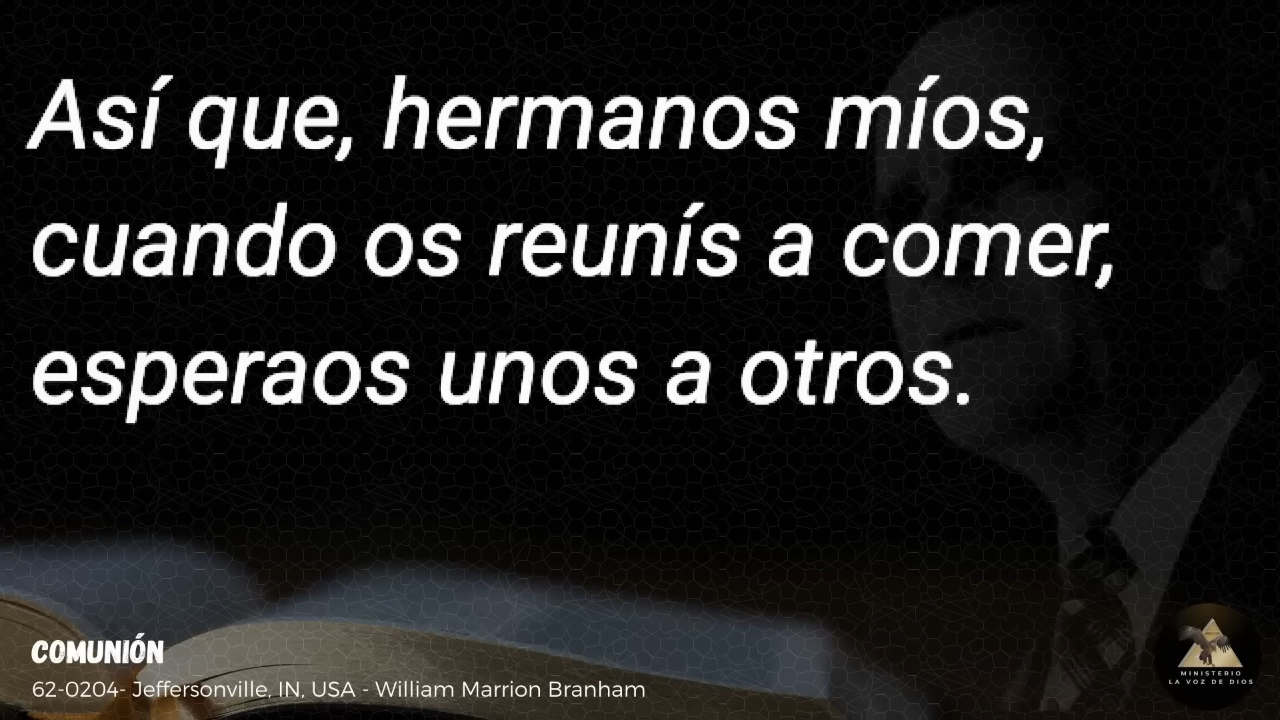 Así que, hermanos míos,
cuando os reunís a comer,
esperaos unos a otros.
COMUNIÓN
62-0204- Jeffersonville, IN, USA - William Marrion Branham
MINISTERIO
LA VOZ DE DIOS